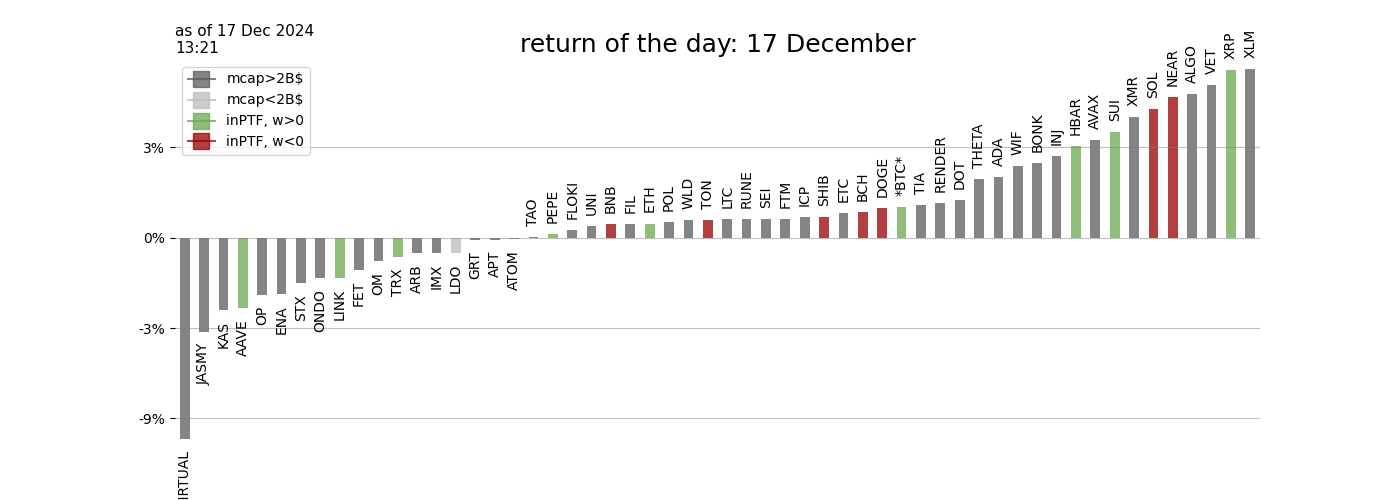 as of 17 Dec 2024
13:21
return of the day: 17 December
mcap>2B$
mcap<2B$
inPTF, w>0
inPTF, w<0
3%
0%
-3%
-9%
IRTUAL
JASMY
KAS
AAVE
OP
ENA
STX
ONDO
LINK
FET
OM
TRX
ARB
IMX
LDO
GRT
APT
ATOM
TAO
PEPE
FLOKI
UNI
BNB
FIL
ETH
POL
WLD
TON
LTC
RUNE
SEI
FTM
ICP
SHIB
ETC
BCH
DOGE
*BTC*
TIA
RENDER
DOT
THETA
ADA
WIF
BONK
INJ
HBAR
AVAX
SUI
XMR
SOL
NEAR
ALGO
VET
XRP
XLM